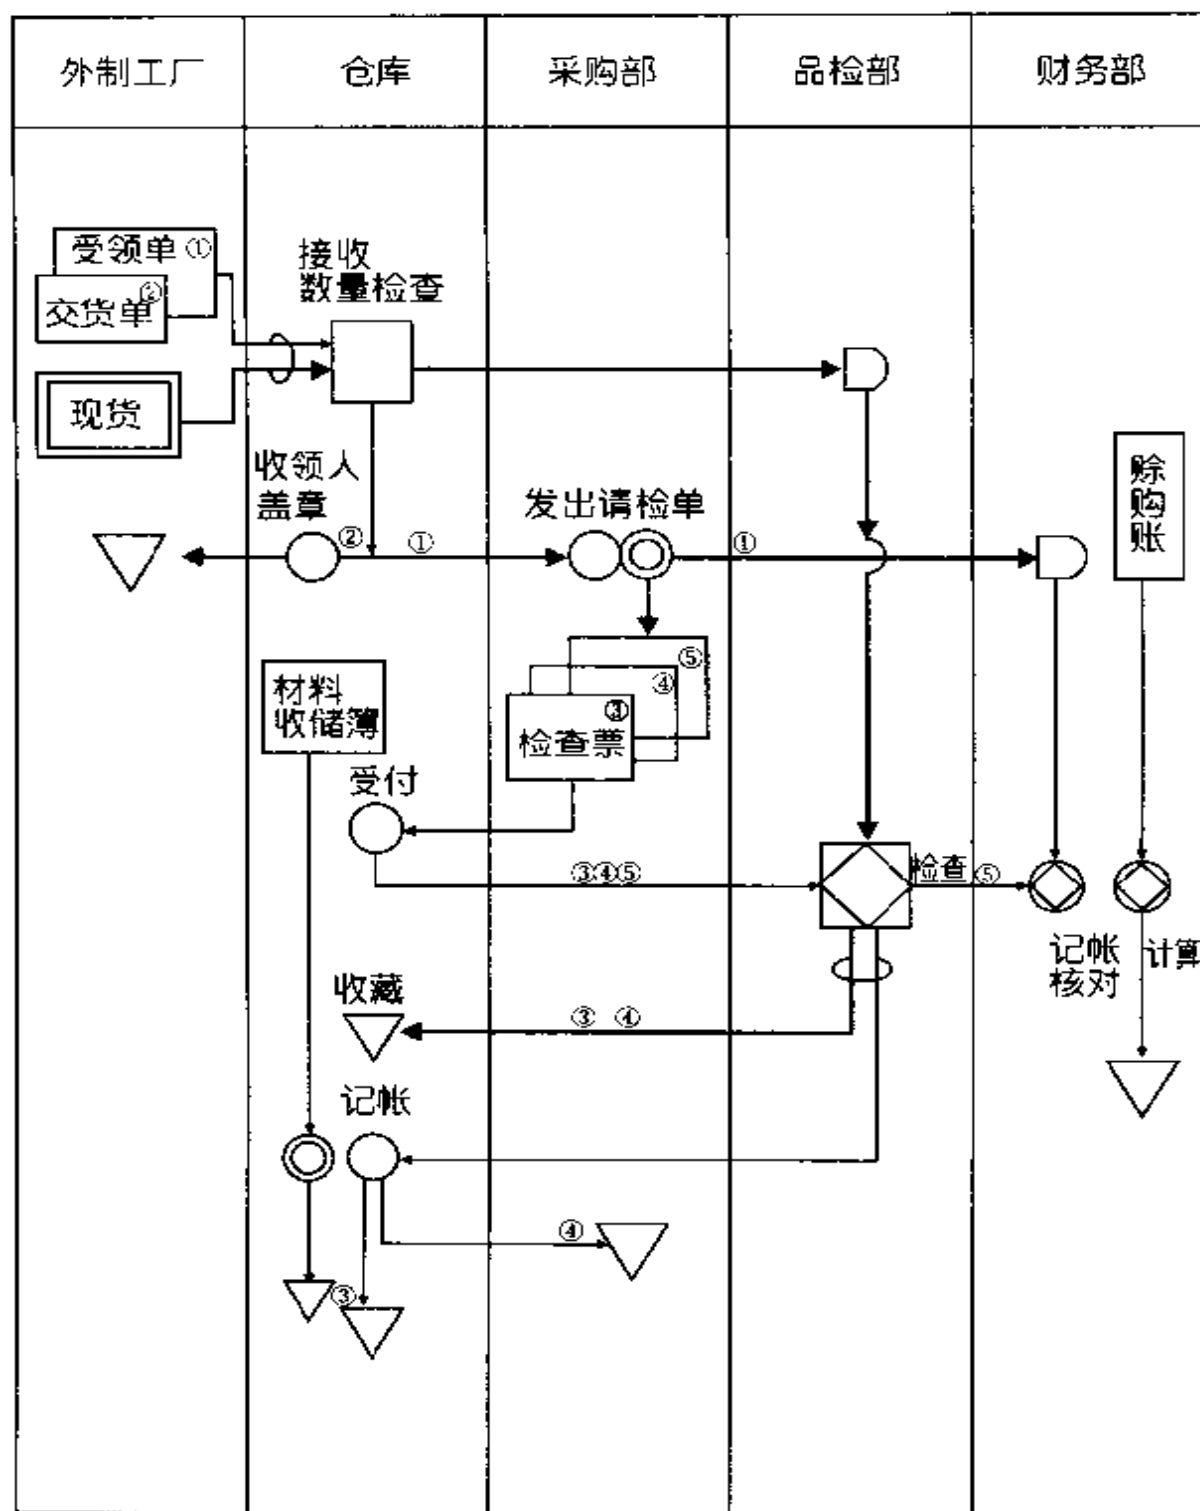 外制工厂
仓库
采购部
品检部
财务部
受领单①
交货单②
现货
接收
数量检查
收领人
盖章
②
①
发出请检单
①
赊
购
账
⑤
④
③
检查票
材料
收储簿
受付
③④⑤
检查
⑤
记帐
核对
计算
收藏
③ ④
记帐
④
③